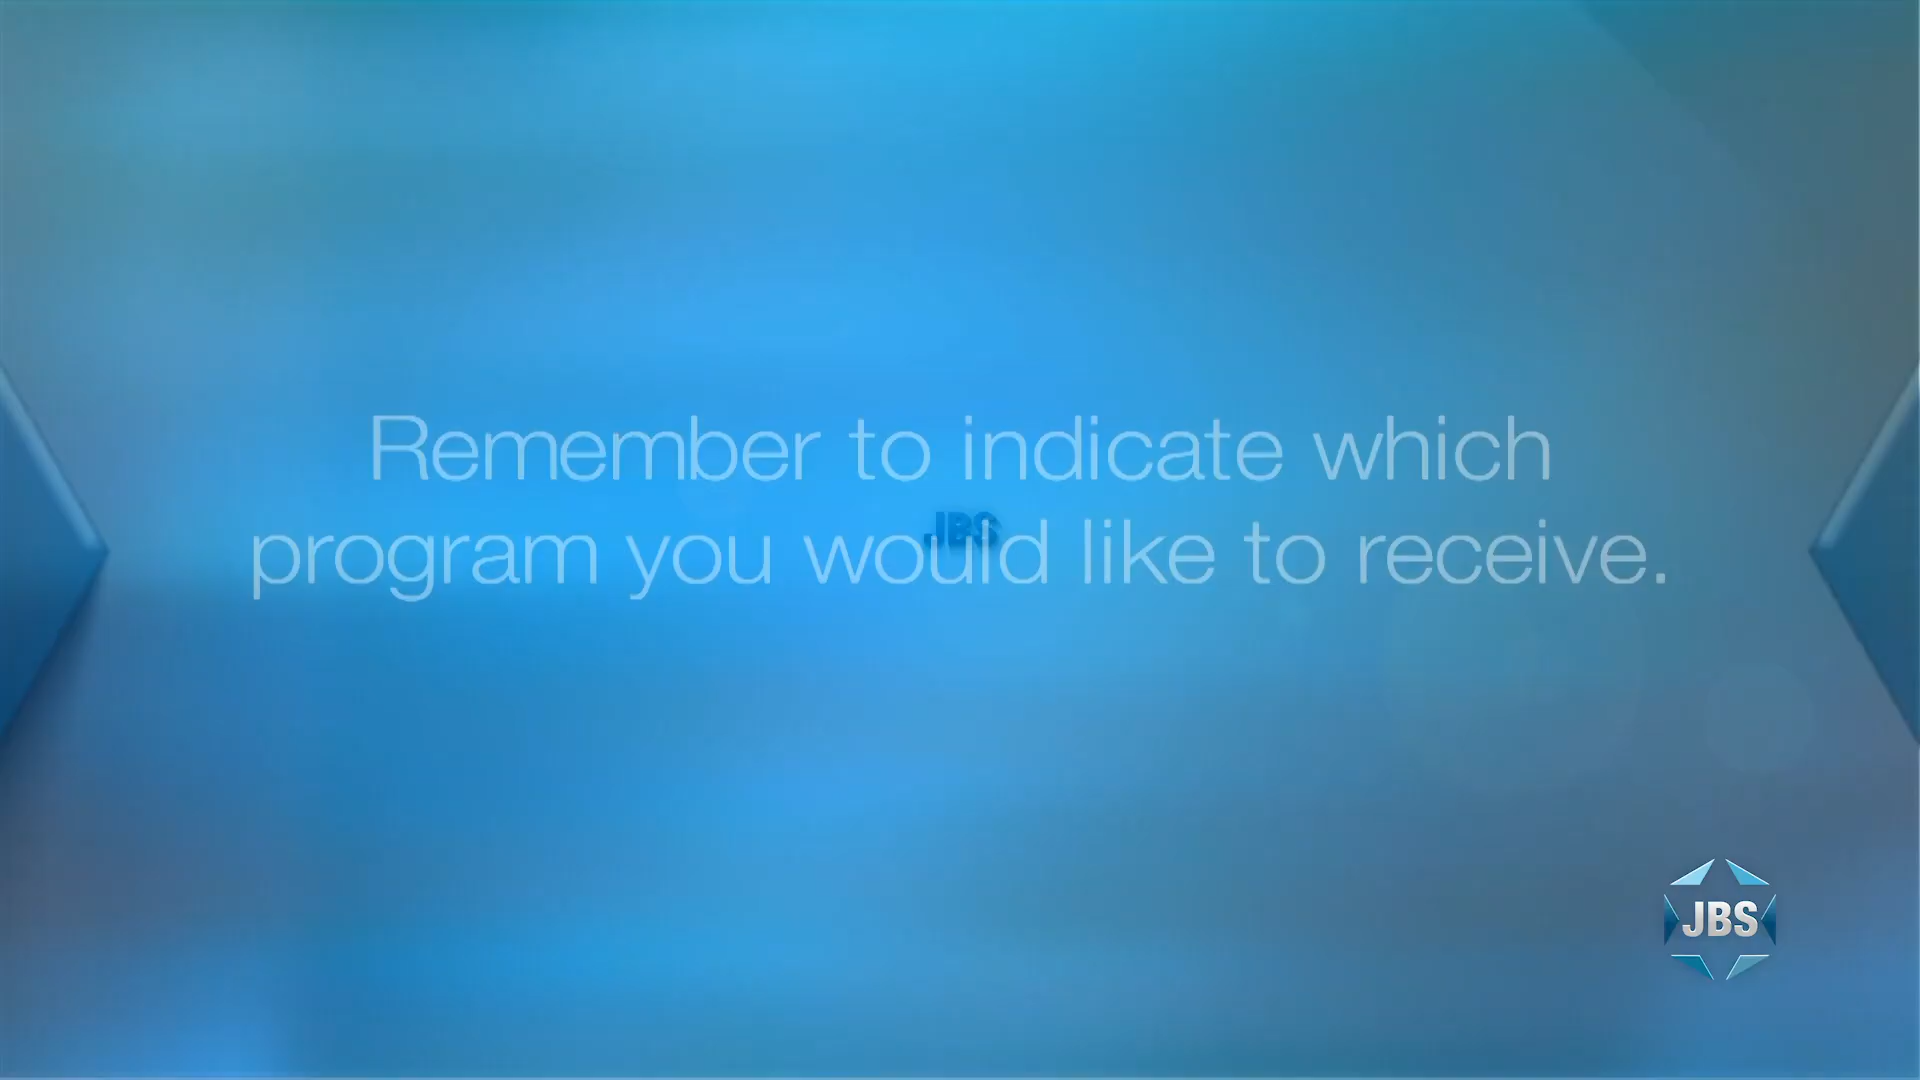 Remember to indicate which
JBS
program you would like to receive.
JBS